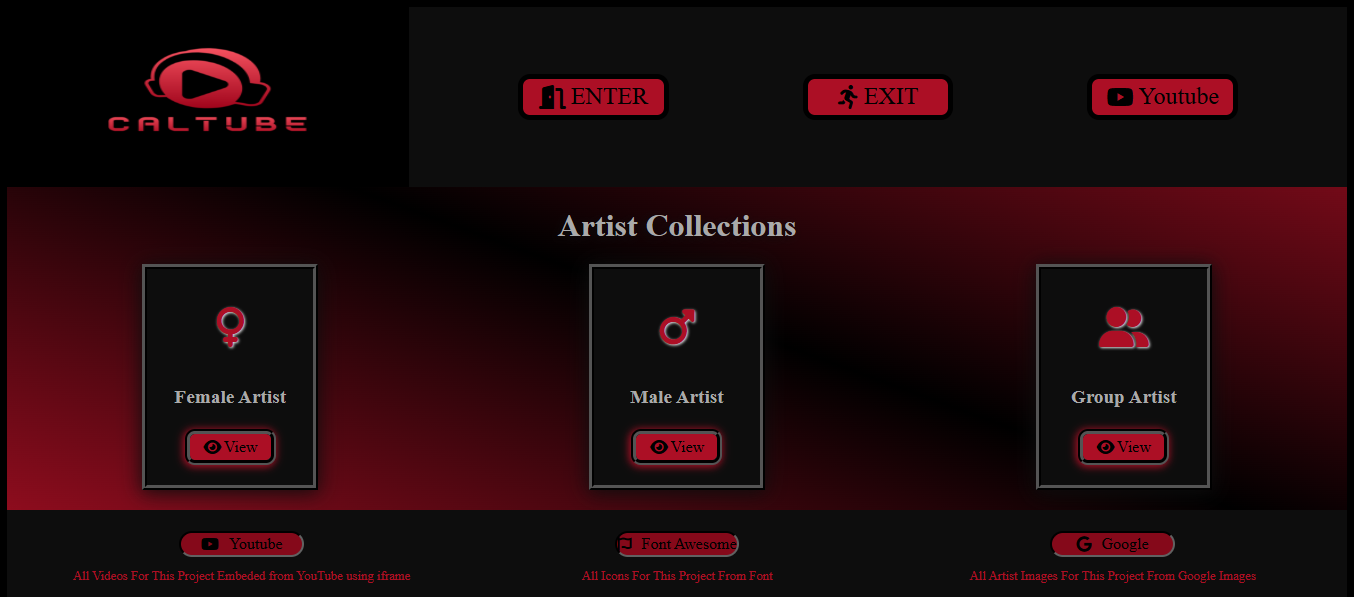 CALTUBE
ENTER
EXIT
Youtube
Artist Collections
Female Artist
Male Artist
Group Artist
View
View
View
Youtube
Font Awesome
Google
All Videos For This Project Embeded from YouTube using iframe
All Icons For This Project From Font
All Artist Images For This Project From Google Images